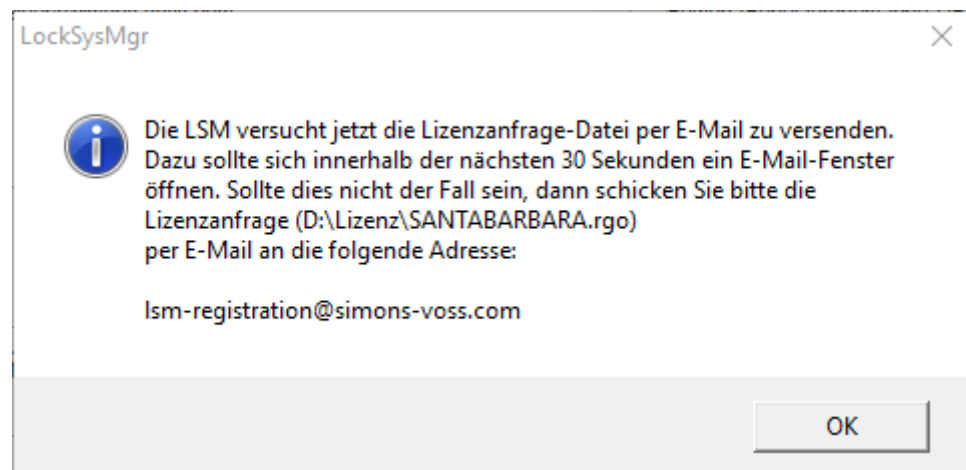 LockSysMgr
Die LSM versucht jetzt die Lizenzanfrage-Datei per E-Mail zu versenden.
Dazu sollte sich innerhalb der nächsten 30 Sekunden ein E-Mail-Fenster
öffnen. Sollte dies nicht der Fall sein, dann schicken Sie bitte die
Lizenzanfrage (D:\Lizenz\SANTABARBARA.rgo)
per E-Mail an die folgende Adresse:
lsm-registration@simons-voss.com
OK